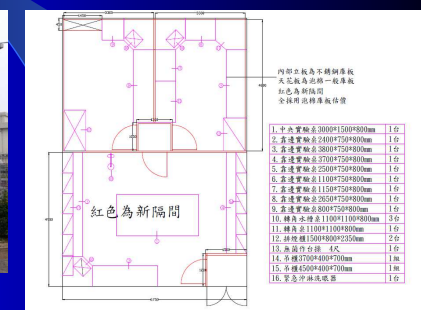 內部立板為不銹鋼庫板
天花板為泡棉一般庫板
紅色為新隔間
全採用泡棉庫板估價
紅色為新隔間
1.中央實驗桌3000*1500*800mm 1台
2.靠邊實驗桌2400*750*800mm 1台
3.靠邊實驗桌3800*750*800mm 1台
4.靠邊實驗桌3700*750*800mm 1台
5.靠邊實驗桌2500*750*800mm 1台
6.靠邊實驗桌1100*750*800mm 1台
7.靠邊實驗桌1150*750*800mm 1台
8.靠邊實驗桌2650*750*800mm 1台
9.靠邊實驗桌800*750*800mm 1台
10.轉角水槽桌1100*1100*800mm 3台
11.轉角桌1100*1100*800mm 1台
12.排煙櫃1500*800*2350mm 2台
13.無菌作台操 4尺 1台
14.吊櫃3700*400*700mm 1組
15.吊櫃4500*400*700mm 1組
16.緊急沖淋洗眼器 1台